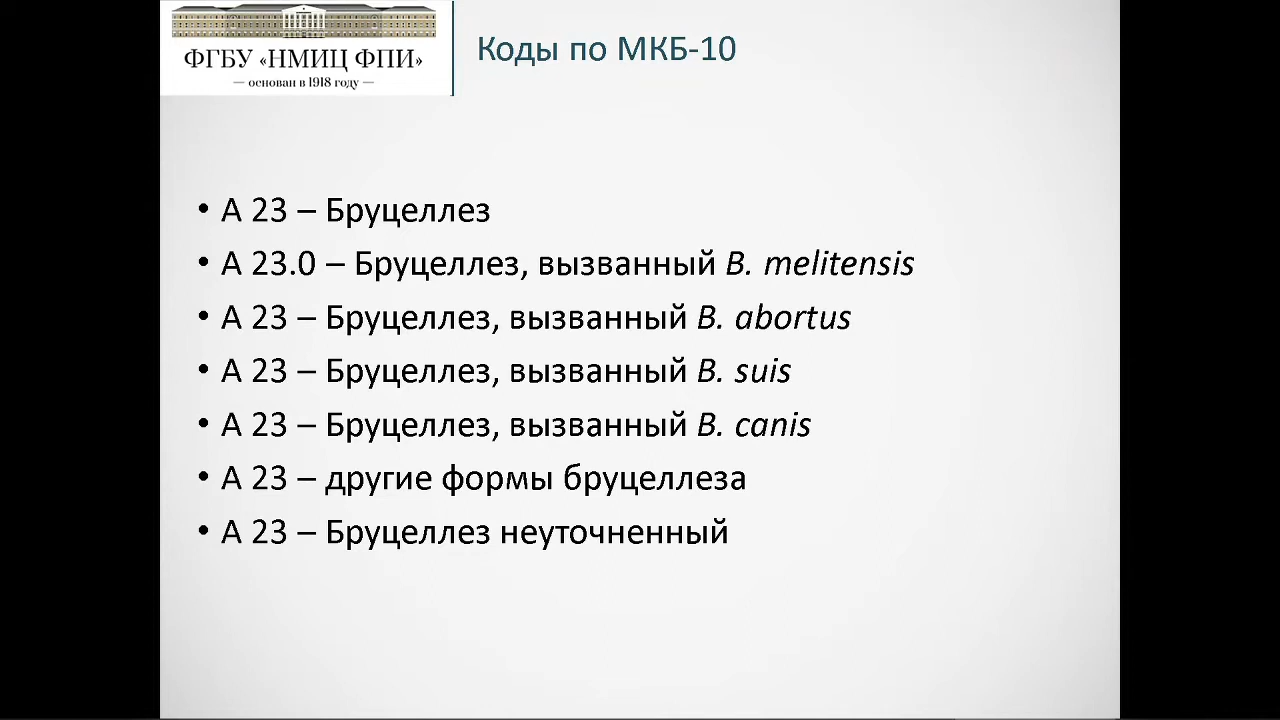 ФГБУ «НМИЦ ФПИ»
— основан в 1918 году —
Коды по МКБ-10
• А 23 – Бруцеллез
• А 23.0 – Бруцеллез, вызванный B. melitensis
• А 23 – Бруцеллез, вызванный B. abortus
• А 23 – Бруцеллез, вызванный B. suis
• А 23 – Бруцеллез, вызванный B. canis
• А 23 – другие формы бруцеллеза
• А 23 – Бруцеллез неуточненный